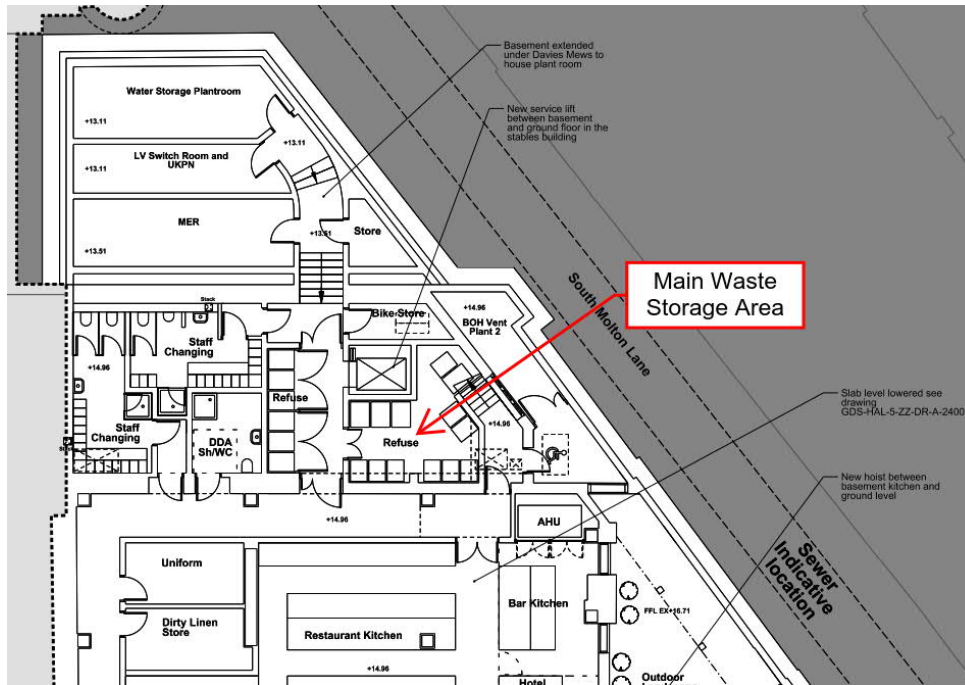 Basement extended
under Davies Mews to
house plant room
Water Storage Plantroom
+13.11
New service lift
between basement
and ground floor in the
stables building
+13.11
LV Switch Room and
UKPN
+13.11
MER
Store
+13.51
+13.51
South Molton Lane
Main Waste
Storage Area
Stack
+14.96
Bike Store
BOH Vent
Plant 2
Staff
Changing
+14.96
Refuse
Slab level lowered see
drawing
GDS-HAL-5-ZZ-DR-A-2400
Staff
Changing
DDA
Sh/WC
Refuse
+14.96
New hoist between
basement kitchen and
ground level
+14.96
AHU
Sewer
Indicative
location
Uniform
Bar Kitchen
FFL EX+16.71
Dirty Linen
Store
Restaurant Kitchen
+14.96
Hotel
Outdoor